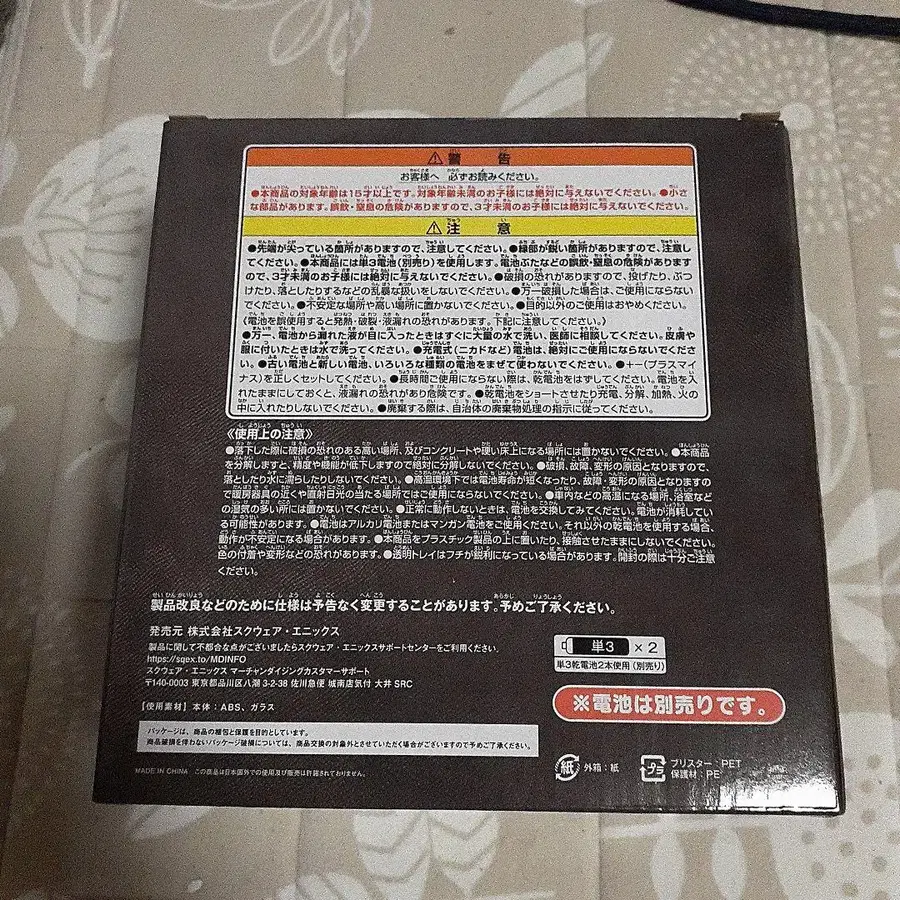 ⚠警 告
お客様へ 必ずお読みください。
●本商品の対象年齢は15才以上です。対象年齢未満のお子様には絶対に与えないでください。●小さ
な部品があります。誤飲・窒息の危険がありますので、3才未満のお子様には絶対に与えないでください。
⚠注 意
●先端が尖っている箇所がありますので、注意してください。●縁部が鋭い箇所がありますので、注意し
てください。●本商品には単3電池(別売り)を使用します。電池ぶたなどの誤飲・窒息の危険があります
ので、3才未満のお子様には絶対に与えないでください。●破損の恐れがありますので、投げたり、ぶつ
けたり、落としたりするなどの乱暴な扱いをしないでください。●万一破損した場合は、ご使用にならない
でください。●不安定な場所や高い場所に置かないでください。●目的以外のご使用はおやめください。
〈電池を誤使用すると発熱・破裂・液漏れの恐れがあります。下記に注意してください。〉
●万一、電池から漏れた液が目に入ったときはすぐに大量の水で洗い、医師に相談してください。皮膚や
服に付いたときは水で洗ってください。●充電式(ニカドなど)電池は、絶対にご使用にならないでください。
●古い電池と新しい電池、いろいろな種類の電池をまぜて使わないでください。●+−(プラスマイ
ナス)を正しくセットしてください。●長時間ご使用にならない際は、乾電池をはずしてください。電池を入
れたままにしておくと、液漏れの恐れがあり危険です。●乾電池をショートさせたり充電、分解、加熱、火の
中に入れたりしないでください。●廃棄する際は、自治体の廃棄物処理の指示に従ってください。
《使用上の注意》
●落下した際に破損の恐れのある高い場所、及びコンクリートや硬い床上になる場所には置かないでください。●本商品
を分解しますと、精度や機能が低下しますので絶対に分解しないでください。●破損、故障、変形の原因となりますので、
落としたり水に濡らしたりしないでください。●高温環境下では電池寿命が短くなったり、故障・変形の原因となりますの
で暖房器具の近くや直射日光の当たる場所ではご使用にならないでください。●車内などの高温になる場所、浴室など
の湿気の多い所には置かないでください。●正常に動作しないときは、電池を交換してみてください。電池が消耗してい
る可能性があります。●電池はアルカリ電池またはマンガン電池をご使用ください。それ以外の乾電池を使用する場合、
動作が不安定になる場合があります。●本商品をプラスチック製品の上に置いたり、接触させたままにしないでください。
色の付着や変形などの恐れがあります。●透明トレイはフチが鋭利になっている場合があります。開封の際は十分ご注意
ください。
製品改良などのために仕様は予告なく変更することがあります。予めご了承ください。
発売元 株式会社スクウェア・エニックス
製品に関して不都合な点がございましたらスクウェア・エニックスサポートセンターをご利用ください。
https://sqex.to/MDINFO
スクウェア・エニックス マーチャンダイジングカスタマーサポート
〒140-0003 東京都品川区八潮 3-2-38 佐川急便 城南店気付 大井 SRC
単3 ×2
単3乾電池2本使用(別売り)
※電池は別売りです。
【使用素材】本体:ABS、ガラス
パッケージは、商品の梱包と保護を目的としています。
商品破損を伴わないパッケージ破損については、商品交換の対象外とさせていただく場合がございますので予めご了承ください。
MADE IN CHINA この商品は日本国外での使用及び販売は許諾されておりません。
紙 外箱:紙
プラ ブリスター:PET
保護材:PE